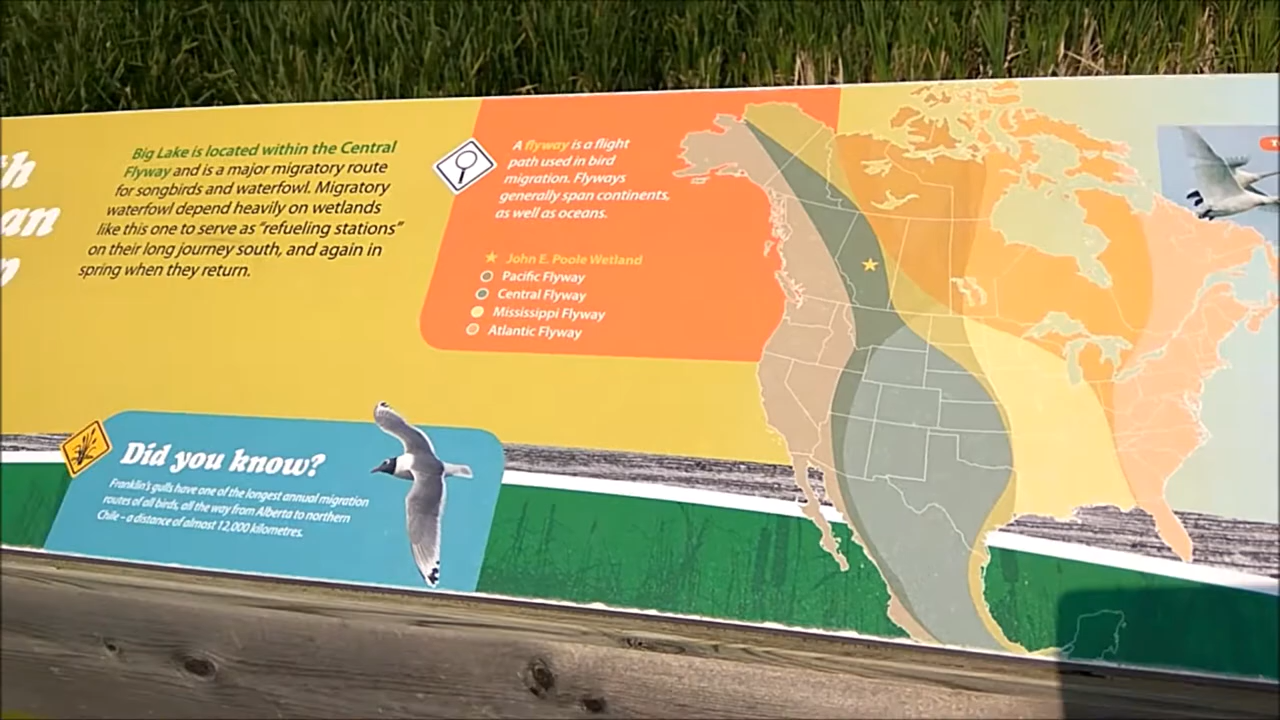 th
an
p
Big Lake is located within the Central
Flyway and is a major migratory route
for songbirds and waterfowl. Migratory
waterfowl depend heavily on wetlands
like this one to serve as “refueling stations”
on their long journey south, and again in
spring when they return.
A flyway is a flight
path used in bird
migration. Flyways
generally span continents,
as well as oceans.
John E. Poole Wetland
Pacific Flyway
Central Flyway
Mississippi Flyway
Atlantic Flyway
Did you know?
Franklin's gulls have one of the longest annual migration
routes of all birds, all the way from Alberta to northern
Chile – a distance of almost 12,000 kilometres.